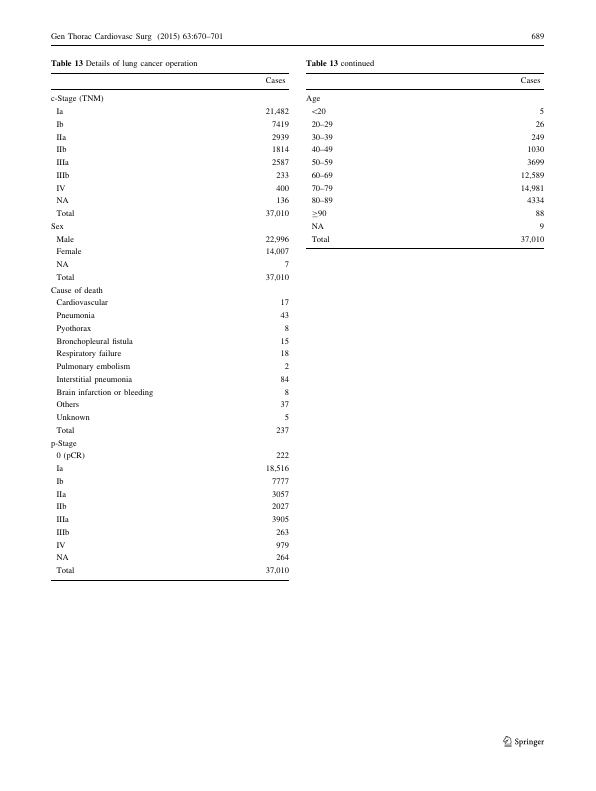 Gen Thorac Cardiovasc Surg (2015) 63:670–701 689
Table 13 Details of lung cancer operation
Cases
c-Stage (TNM)
Ia 21,482
Ib 7419
IIa 2939
IIb 1814
IIIa 2587
IIIb 233
IV 400
NA 136
Total 37,010
Sex
Male 22,996
Female 14,007
NA 7
Total 37,010
Cause of death
Cardiovascular 17
Pneumonia 43
Pyothorax 8
Bronchopleural fistula 15
Respiratory failure 18
Pulmonary embolism 2
Interstitial pneumonia 84
Brain infarction or bleeding 8
Others 37
Unknown 5
Total 237
p-Stage
0 (pCR) 222
Ia 18,516
Ib 7777
IIa 3057
IIb 2027
IIIa 3905
IIIb 263
IV 979
NA 264
Total 37,010
Table 13 continued
Cases
Age
<20 5
20–29 26
30–39 249
40–49 1030
50–59 3699
60–69 12,589
70–79 14,981
80–89 4334
≥90 88
NA 9
Total 37,010
Springer